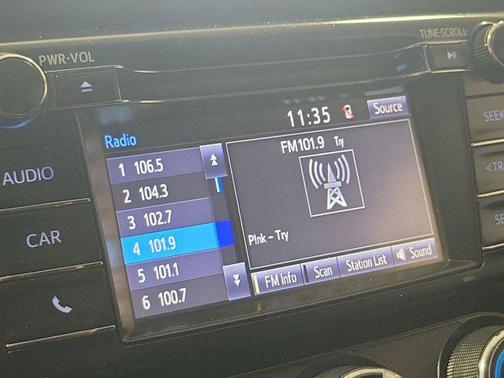 PWR·VOL
TUNE·SCROLL
AUDIO
CAR
11:35
Source
Radio
FM101.9 Try
1 106.5
2 104.3
3 102.7
4 101.9
5 101.1
6 100.7
P!nk - Try
FM Info
Scan
Station List
Sound
SEEK
<TR
SE